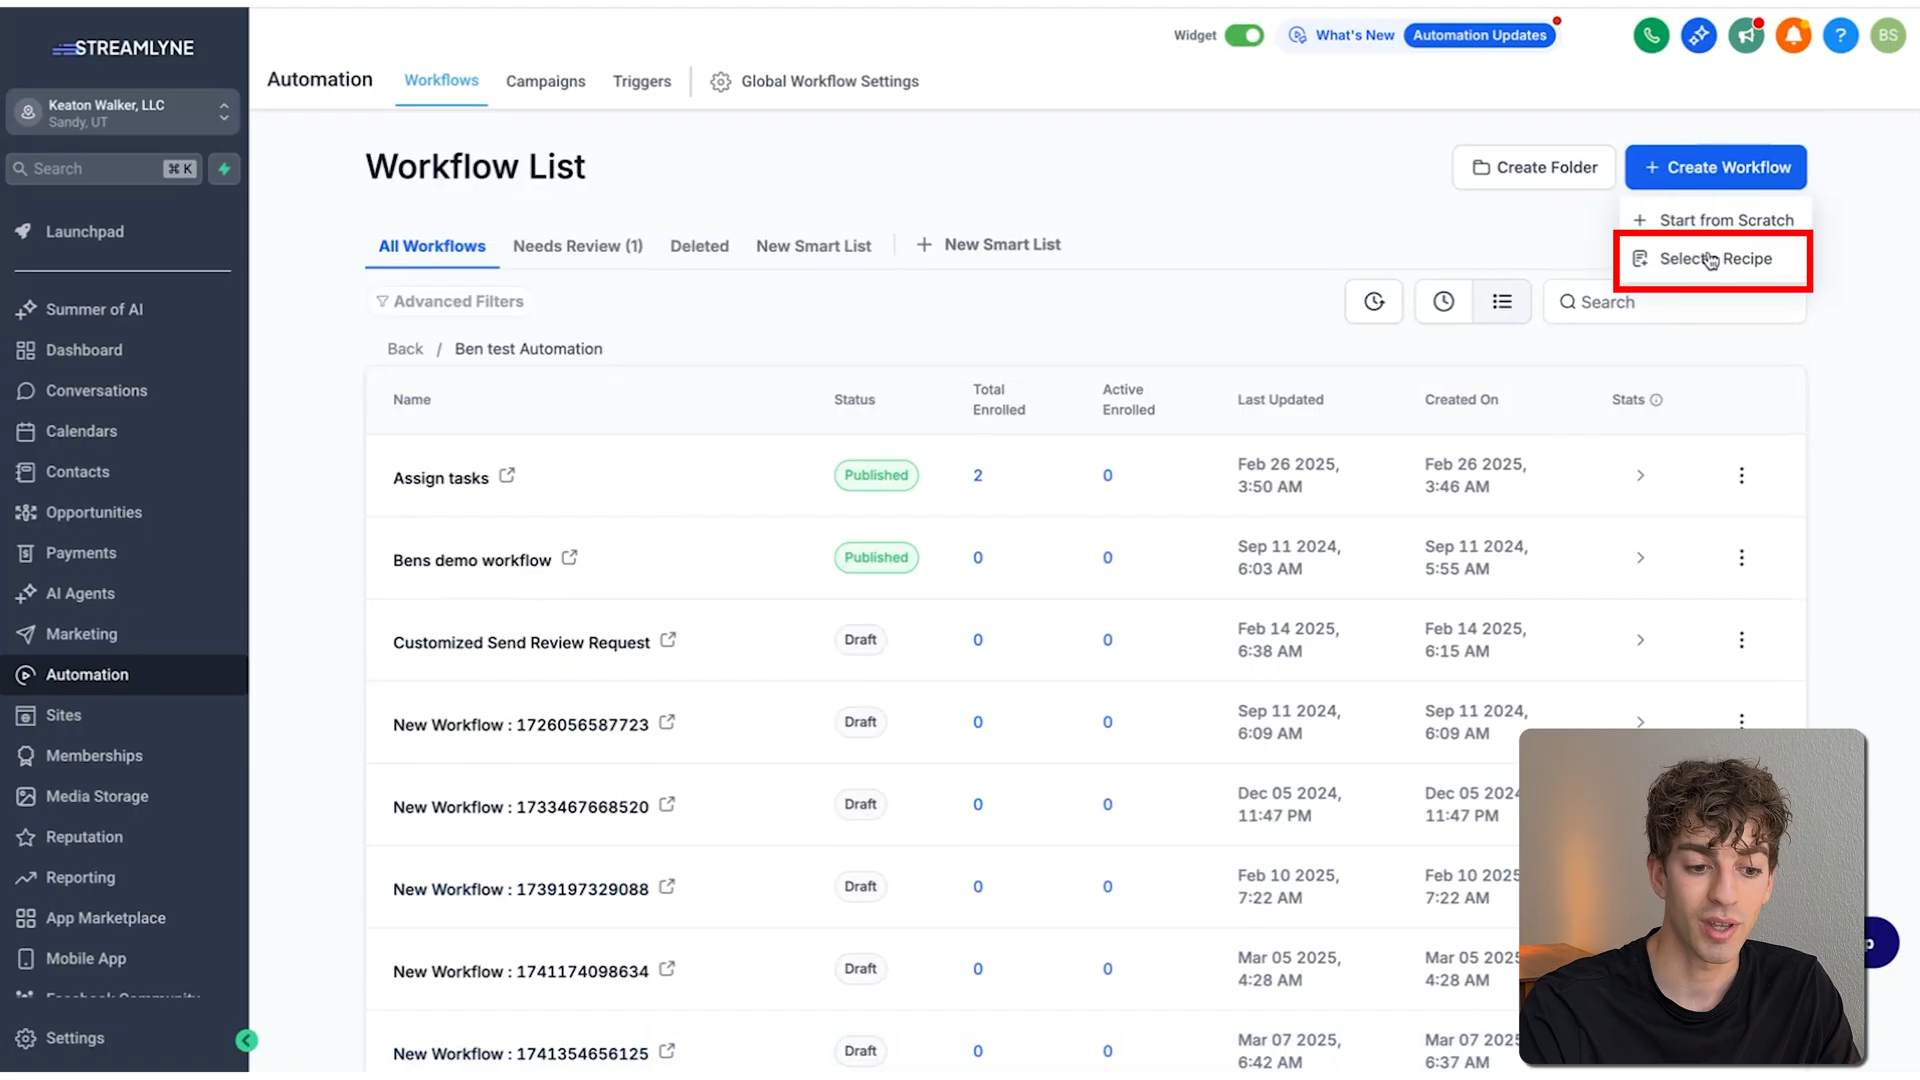 STREAMLYNE
Keaton Walker, LLC
Sandy, UT
Search
⌘ K
Launchpad
Summer of AI
Dashboard
Conversations
Calendars
Contacts
Opportunities
Payments
AI Agents
Marketing
Automation
Sites
Memberships
Media Storage
Reputation
Reporting
App Marketplace
Mobile App
Settings
Widget
What's New
Automation Updates
?
BS
Automation
Workflows
Campaigns
Triggers
Global Workflow Settings
Workflow List
Create Folder
+ Create Workflow
+ Start from Scratch
Recipe
All Workflows
Needs Review (1)
Deleted
New Smart List
+ New Smart List
Advanced Filters
Search
Back / Ben test Automation
Name
Status
Total
Enrolled
Active
Enrolled
Last Updated
Created On
Stats
Assign tasks
Published
2
0
Feb 26 2025,
3:50 AM
Feb 26 2025,
3:46 AM
Bens demo workflow
Published
0
0
Sep 11 2024,
6:03 AM
Sep 11 2024,
5:55 AM
Customized Send Review Request
Draft
0
0
Feb 14 2025,
6:38 AM
Feb 14 2025,
6:15 AM
New Workflow : 1726056587723
Draft
0
0
Sep 11 2024,
6:09 AM
Sep 11 2024,
6:09 AM
New Workflow : 1733467668520
Draft
0
0
Dec 05 2024,
11:47 PM
Dec 05 2024
11:47 PM
New Workflow : 1739197329088
Draft
0
0
Feb 10 2025,
7:22 AM
Feb 10 2025
7:22 AM
New Workflow : 1741174098634
Draft
0
0
Mar 05 2025,
4:28 AM
Mar 05 2025
4:28 AM
New Workflow : 1741354656125
Draft
0
0
Mar 07 2025,
6:42 AM
Mar 07 2025
6:37 AM